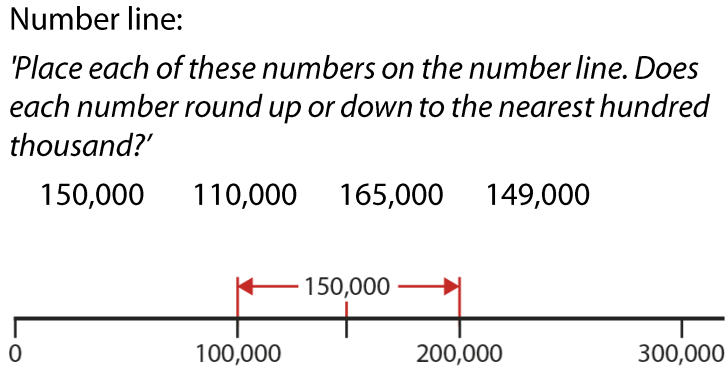 Number line:
'Place each of these numbers on the number line. Does
each number round up or down to the nearest hundred
thousand?’
150,000 110,000 165,000 149,000
150,000
0 100,000 200,000 300,000